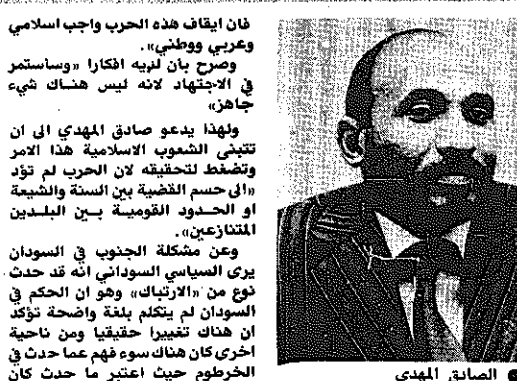 فان ايقاف هذه الحرب واجب اسلامي
وعربي ووطني».
وصرح بأن لديه افكارا «وساستمر
في الاجتهاد لانه ليس هناك شيء
جاهز»
ولهذا يدعو صادق المهدي الى ان
تتبنى الشعوب الاسلامية هذا الامر
وتضغط لتحقيقه لان الحرب لم تؤد
«الى حسم القضية بين السنة والشيعة
او الحدود القومية بين البلدين
المتنازعين».
وعن مشكلة الجنوب في السودان
يرى السياسي السوداني انه قد حدث
نوع من «الارتباك» وهو ان الحكم في
السودان لم يتكلم بلغة واضحة تؤكد
ان هناك تغييرا حقيقيا ومن ناحية
اخرى كان هناك سوء فهم عما حدث في
الخرطوم حيث اعتبر ما حدث كان
الصادق المهدي